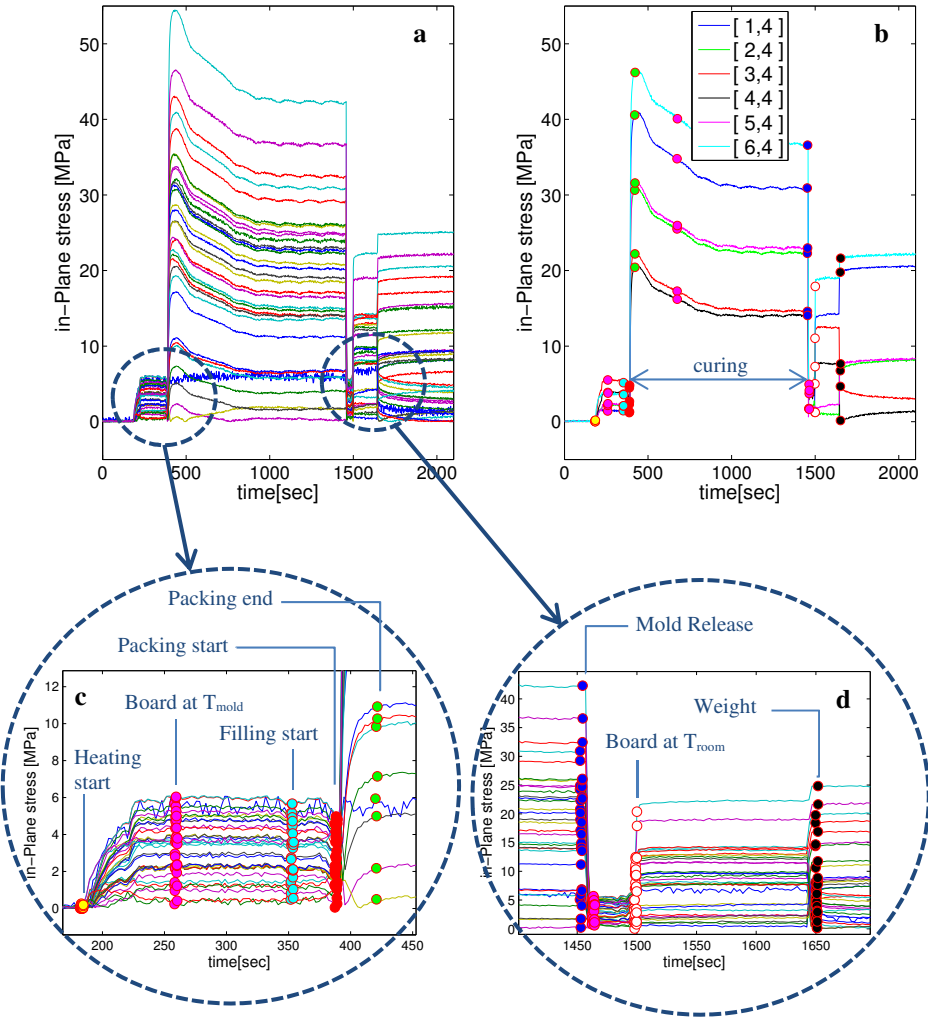 a
in-Plane stress [MPa]
50
40
30
20
10
0
0 500 1000 1500 2000
time[sec]
b
[ 1,4 ]
[ 2,4 ]
[ 3,4 ]
[ 4,4 ]
[ 5,4 ]
[ 6,4 ]
in-Plane stress [MPa]
50
40
30
20
10
0
curing
0 500 1000 1500 2000
time[sec]
Packing end
Packing start
c
Board at Tmold
Filling start
Heating
start
in-Plane stress [MPa]
12
10
8
6
4
2
0
200 250 300 350 400 450
time[sec]
Mold Release
d
Weight
Board at Troom
in-Plane stress [MPa]
40
35
30
25
20
15
10
5
0
1450 1500 1550 1600 1650
time[sec]